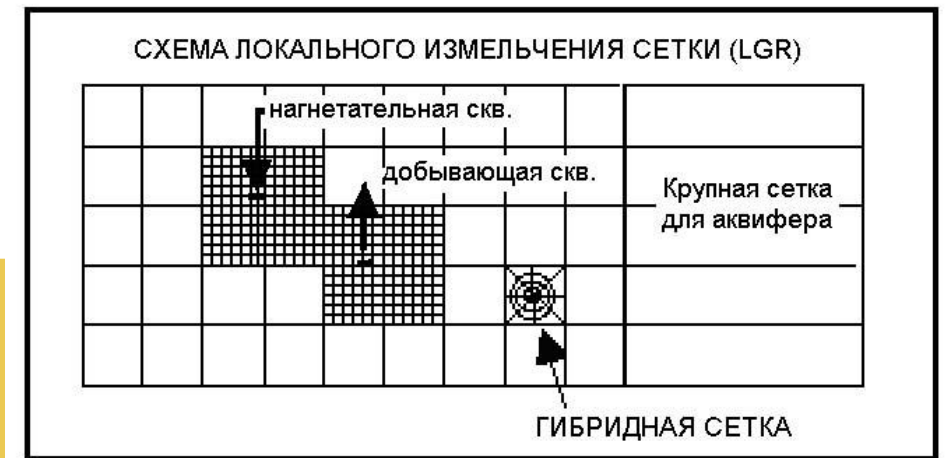 СХЕМА ЛОКАЛЬНОГО ИЗМЕЛЬЧЕНИЯ СЕТКИ (LGR)
нагнетательная скв.
добывающая скв.
Крупная сетка
для аквифера
ГИБРИДНАЯ СЕТКА